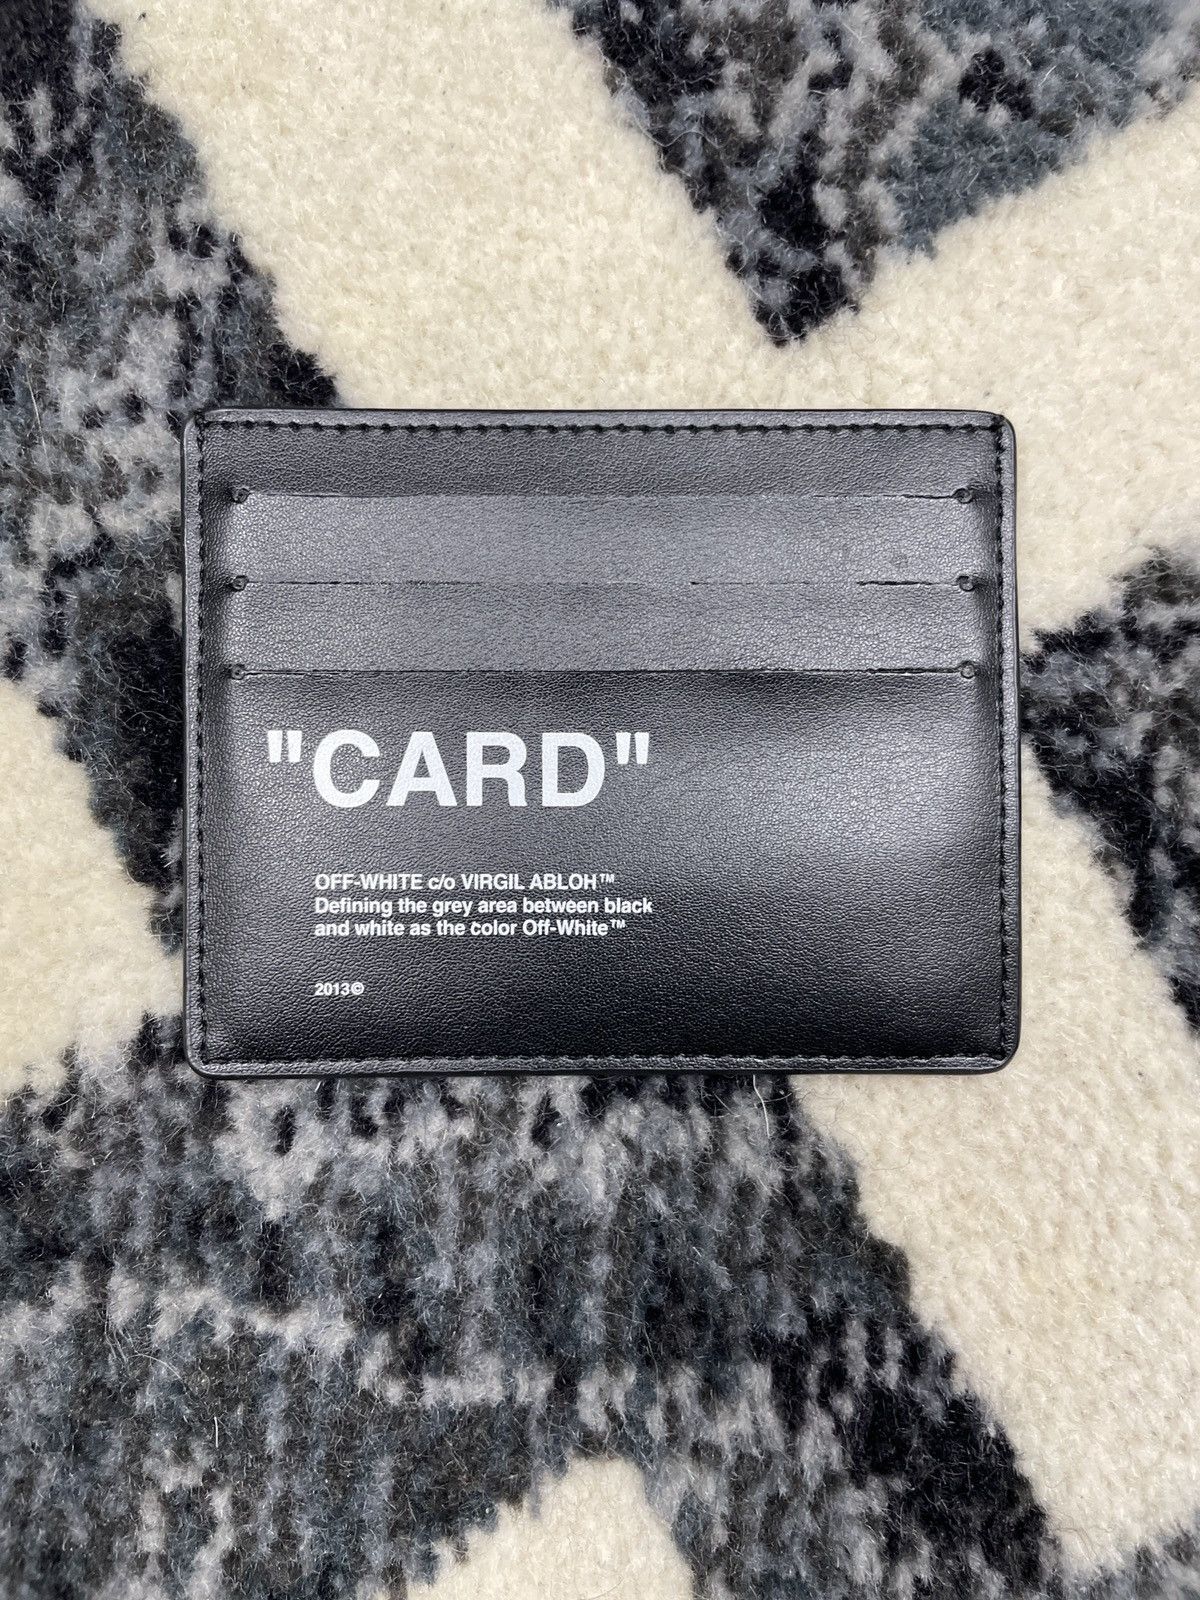 "CARD"
OFF-WHITE c/o VIRGIL ABLOH™
Defining the grey area between black
and white as the color Off-White™
2013©